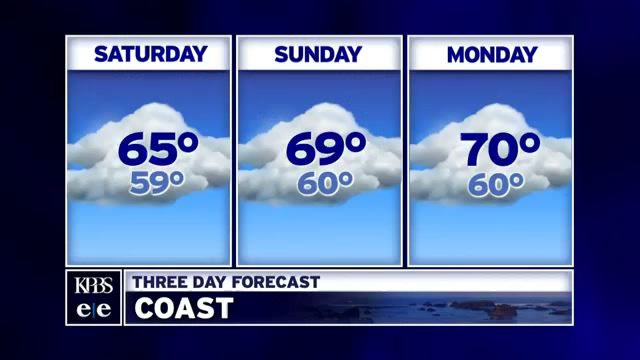 SATURDAY
65°
59°
SUNDAY
69°
60°
MONDAY
70°
60°
KPBS
e|e
THREE DAY FORECAST
COAST